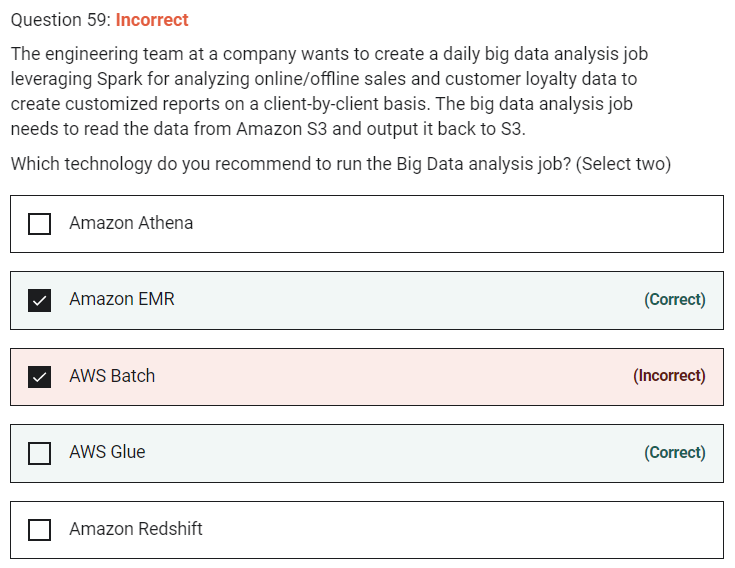 Question 59: Incorrect
The engineering team at a company wants to create a daily big data analysis job
leveraging Spark for analyzing online/offline sales and customer loyalty data to
create customized reports on a client-by-client basis. The big data analysis job
needs to read the data from Amazon S3 and output it back to S3.
Which technology do you recommend to run the Big Data analysis job? (Select two)
Amazon Athena
Amazon EMR (Correct)
AWS Batch (Incorrect)
AWS Glue (Correct)
Amazon Redshift